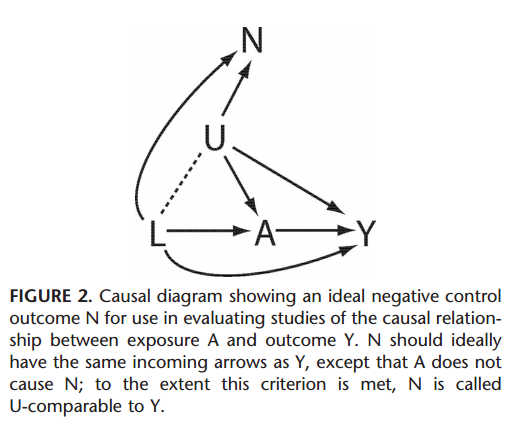 N
U
L
A
Y
FIGURE 2. Causal diagram showing an ideal negative control
outcome N for use in evaluating studies of the causal relation-
ship between exposure A and outcome Y. N should ideally
have the same incoming arrows as Y, except that A does not
cause N; to the extent this criterion is met, N is called
U-comparable to Y.